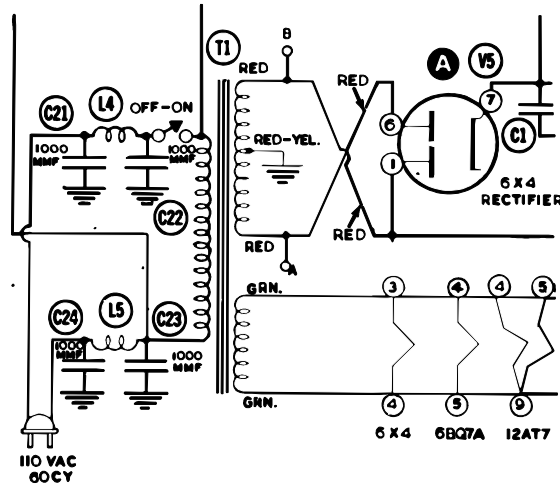 B
T1
RED
RED
A
V5
7
L4
C21
OFF-ON
6
C1
1000
MMF
1000
MMF
RED-YEL.
1
6X4
RECTIFIER
C22
RED
RED
A
GRN.
3
4
4
5
C24
L5
C23
1000
MMF
1000
MMF
GRN.
4
5
9
6X4
6BQ7A
12AT7
110 VAC
60CY